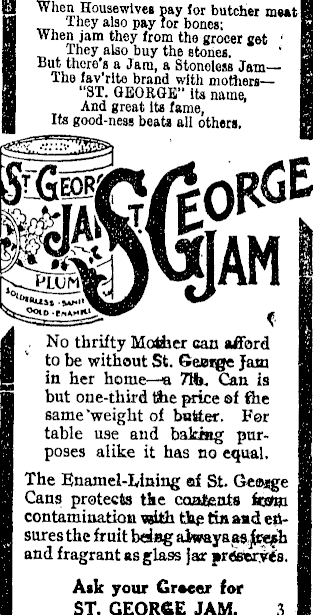 When Housewives pay for butcher meat
They also pay for bones;
When jam they from the grocer get
They also buy the stones.
But there's a Jam, a Stoneless Jam—
The fav'rite brand with mothers—
"ST. GEORGE" its name,
And great its fame,
Its good-ness beats all others.
ST GEORG
JAM
PLUM
SOLDERLESS - SANI
GOLD - ENAMEL
ST. GEORGE
JAM
No thrifty Mother can afford
to be without St. George Jam
in her home—a 7lb. Can is
but one-third the price of the
same weight of butter. For
table use and baking pur-
poses alike it has no equal.
The Enamel-Lining of St. George
Cans protects the contents from
contamination with the tin and en-
sures the fruit being always as fresh
and fragrant as glass jar preserves.
Ask your Grocer for
ST. GEORGE JAM. 3